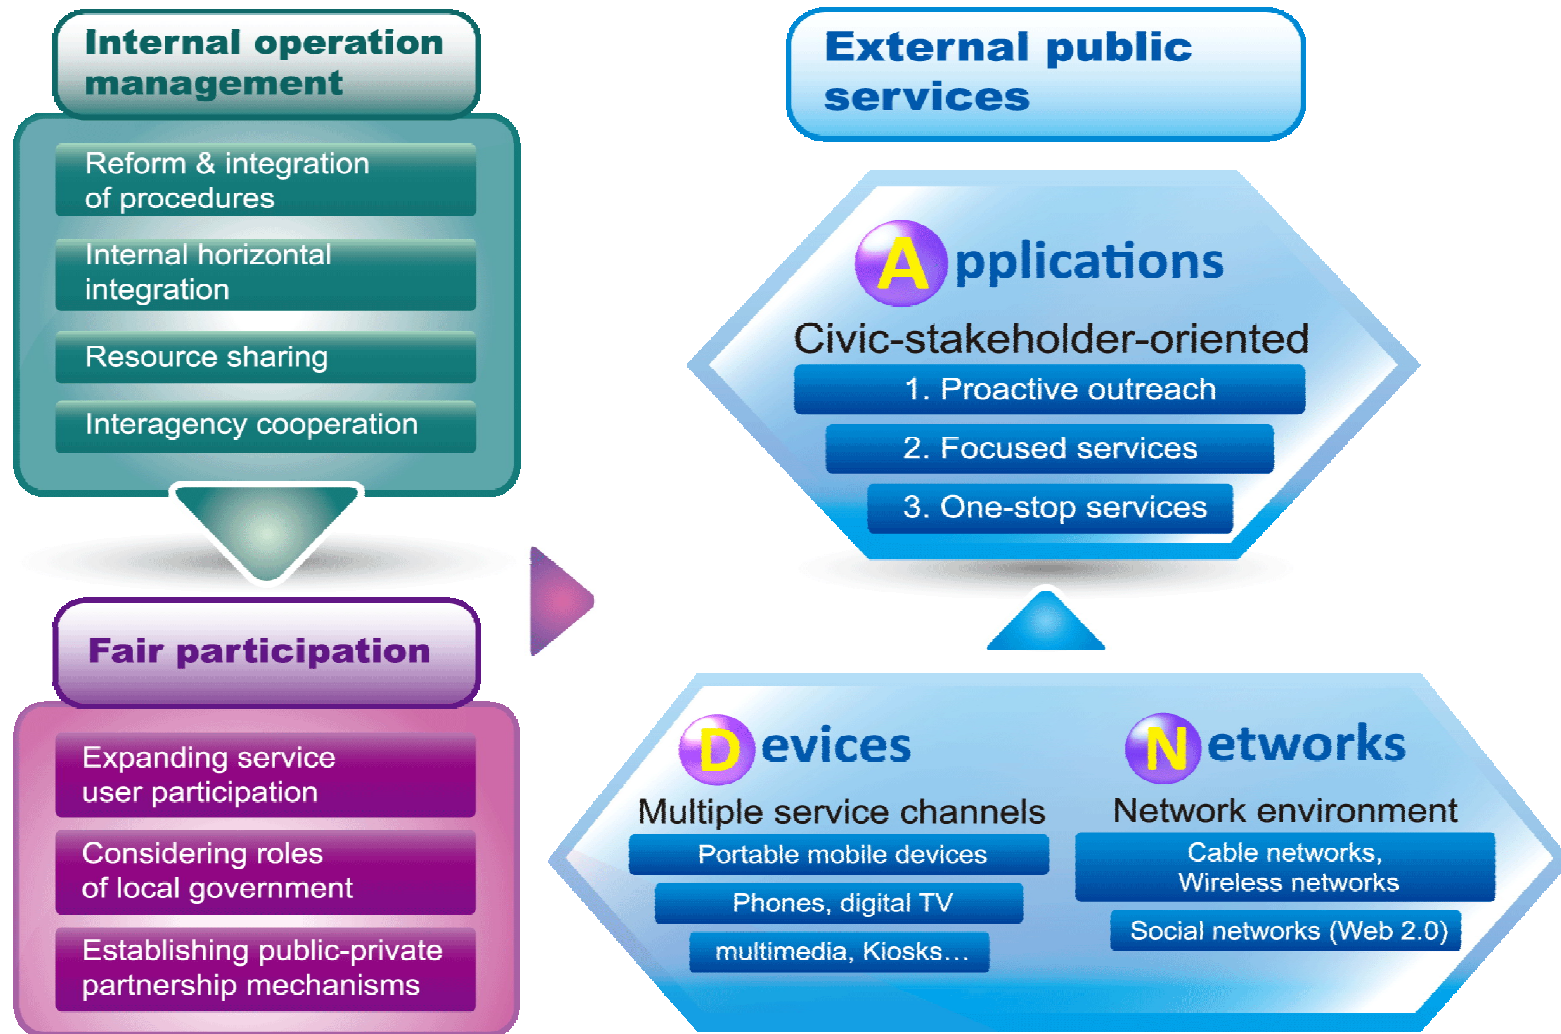 Internal operation
management
Reform & integration
of procedures
Internal horizontal
integration
Resource sharing
Interagency cooperation
Fair participation
Expanding service
user participation
Considering roles
of local government
Establishing public-private
partnership mechanisms
External public
services
Applications
Civic-stakeholder-oriented
1. Proactive outreach
2. Focused services
3. One-stop services
Devices
Multiple service channels
Portable mobile devices
Phones, digital TV
multimedia, Kiosks...
Networks
Network environment
Cable networks,
Wireless networks
Social networks (Web 2.0)